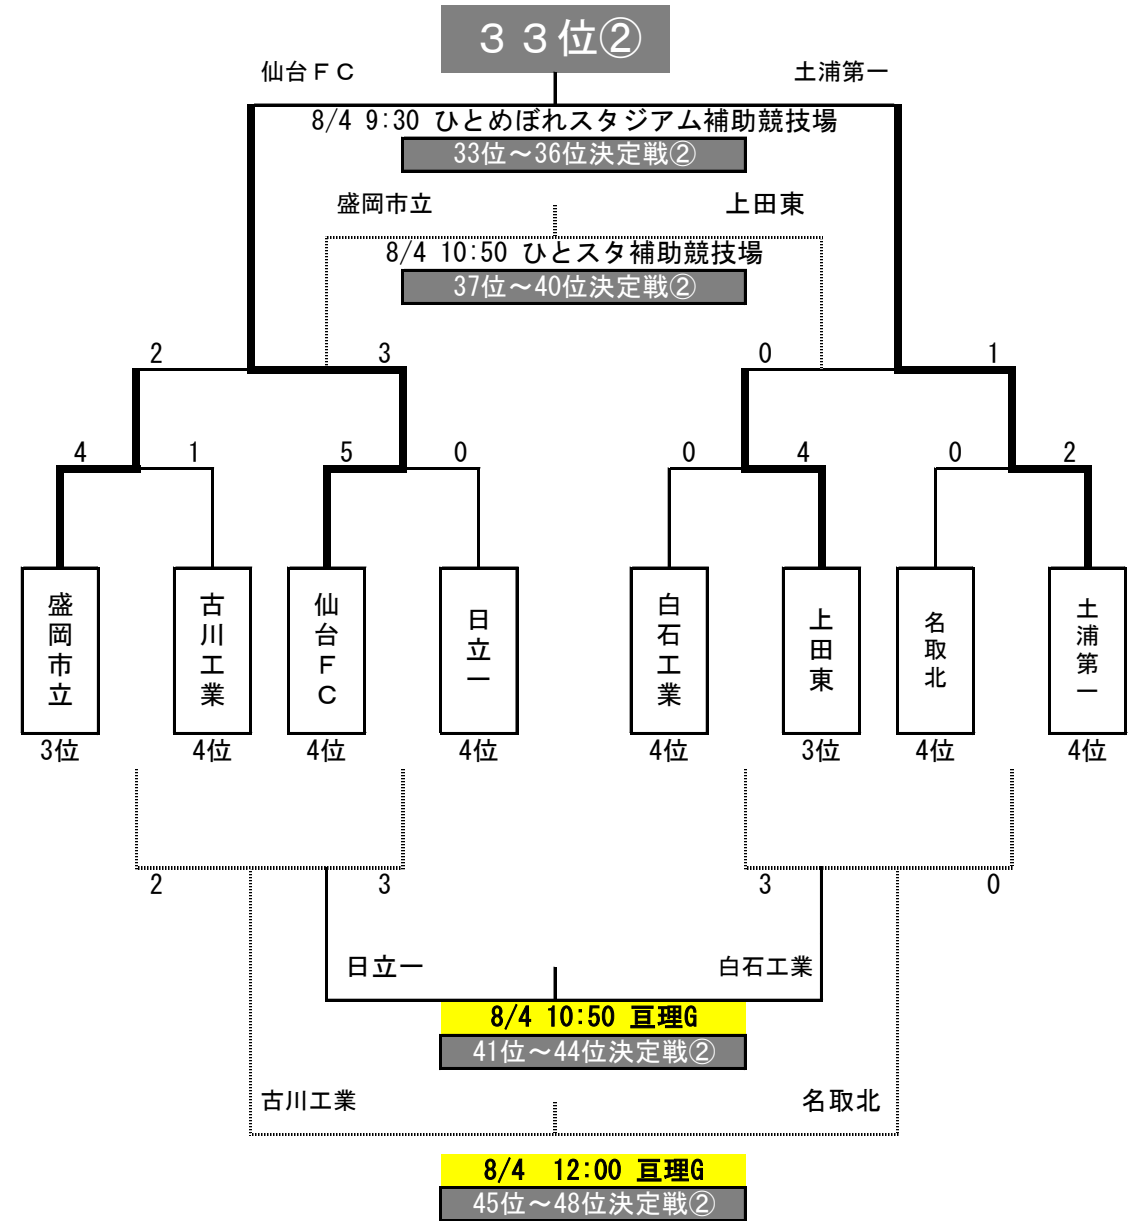 ３３位②
仙台ＦＣ
土浦第一
8/4 9:30 ひとめぼれスタジアム補助競技場
33位～36位決定戦②
盛岡市立
上田東
8/4 10:50 ひとスタ補助競技場
37位～40位決定戦②
2
3
0
1
4
1
5
0
0
4
0
2
盛岡市立
古川工業
仙台ＦＣ
日立一
白石工業
上田東
名取北
土浦第一
3位
4位
4位
4位
4位
3位
4位
4位
2
3
3
0
日立一
白石工業
8/4 10:50 亘理G
41位～44位決定戦②
古川工業
名取北
8/4 12:00 亘理G
45位～48位決定戦②